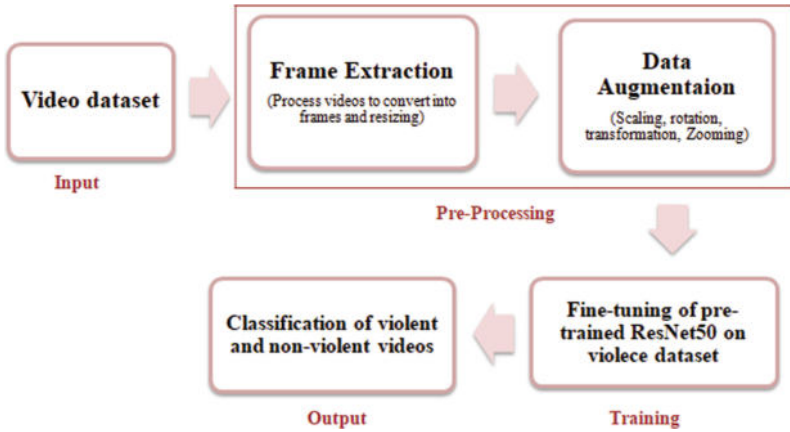 Video dataset
Input
Frame Extraction
(Process videos to convert into
frames and resizing)
Data
Augmentaion
(Scaling, rotation,
transformation, Zooming)
Pre-Processing
Fine-tuning of pre-
trained ResNet50 on
violece dataset
Training
Classification of violent
and non-violent videos
Output